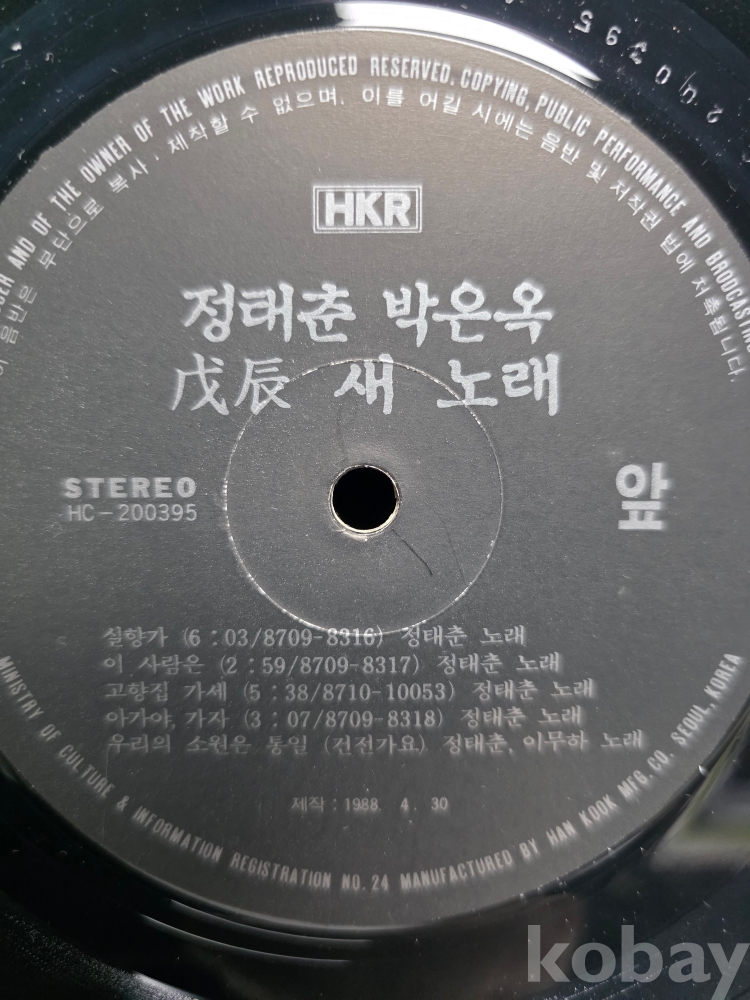 240395
SER AND OF THE OWNER OF THE WORK REPRODUCED RESERVED, COPYING, PUBLIC PERFORMANCE AND BRODCASTING
이 음반은 무단으로 복사·제작할 수 없으며, 이를 어길 시에는 음반 및 저작권 법에 저촉됩니다.
HKR
정태춘 박은옥
戊辰 새 노래
STEREO
HC-200395
앞
실향가 (6:03/8709-8316) 정태춘 노래
이 사람은 (2:59/8709-8317) 정태춘 노래
고향집 가세 (5:38/8710-10053) 정태춘 노래
아가야, 가자 (3:07/8709-8318) 정태춘 노래
우리의 소원은 통일 (건전가요) 정태춘, 이무하 노래
제작:1988. 4. 30
MINISTRY OF CULTURE & INFORMATION REGISTRATION NO. 24 MANUFACTURED BY HAN KOOK MFG. CO. SEOUL, KOREA
kobay